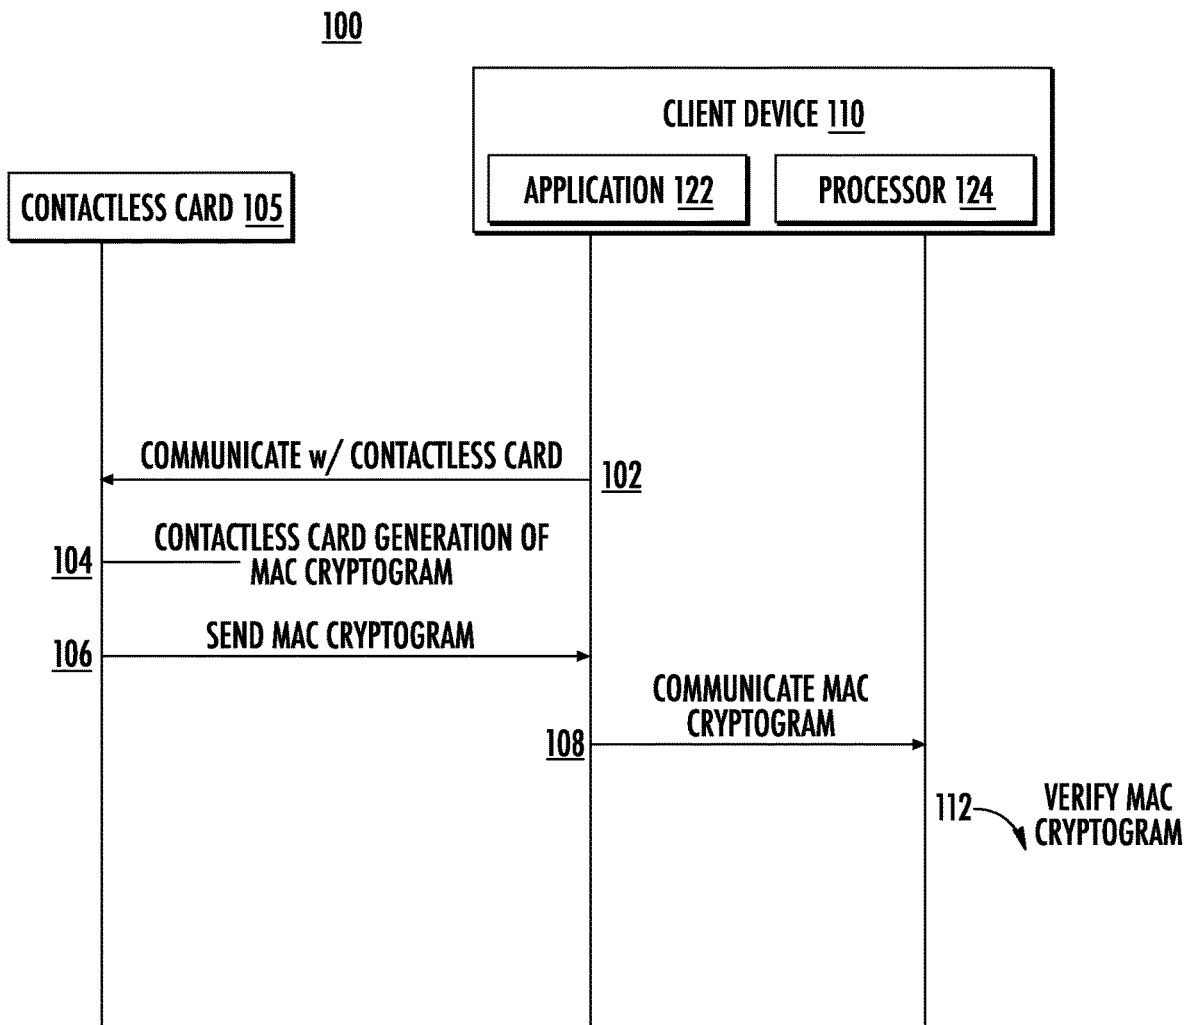 100
CLIENT DEVICE 110
APPLICATION 122
PROCESSOR 124
CONTACTLESS CARD 105
COMMUNICATE w/ CONTACTLESS CARD
102
CONTACTLESS CARD GENERATION OF
MAC CRYPTOGRAM
104
SEND MAC CRYPTOGRAM
106
COMMUNICATE MAC
CRYPTOGRAM
108
112
VERIFY MAC
CRYPTOGRAM